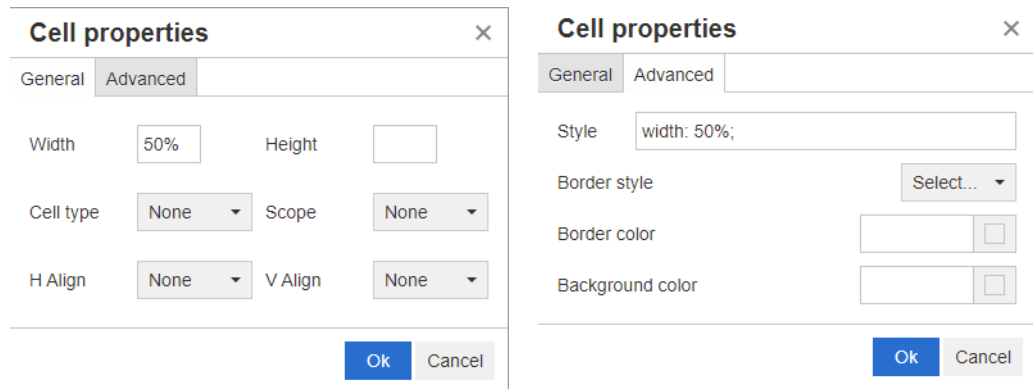 Cell properties ×
General Advanced
Width 50% Height
Cell type None Scope None
H Align None V Align None
Ok Cancel
Cell properties ×
General Advanced
Style width: 50%;
Border style Select...
Border color
Background color
Ok Cancel